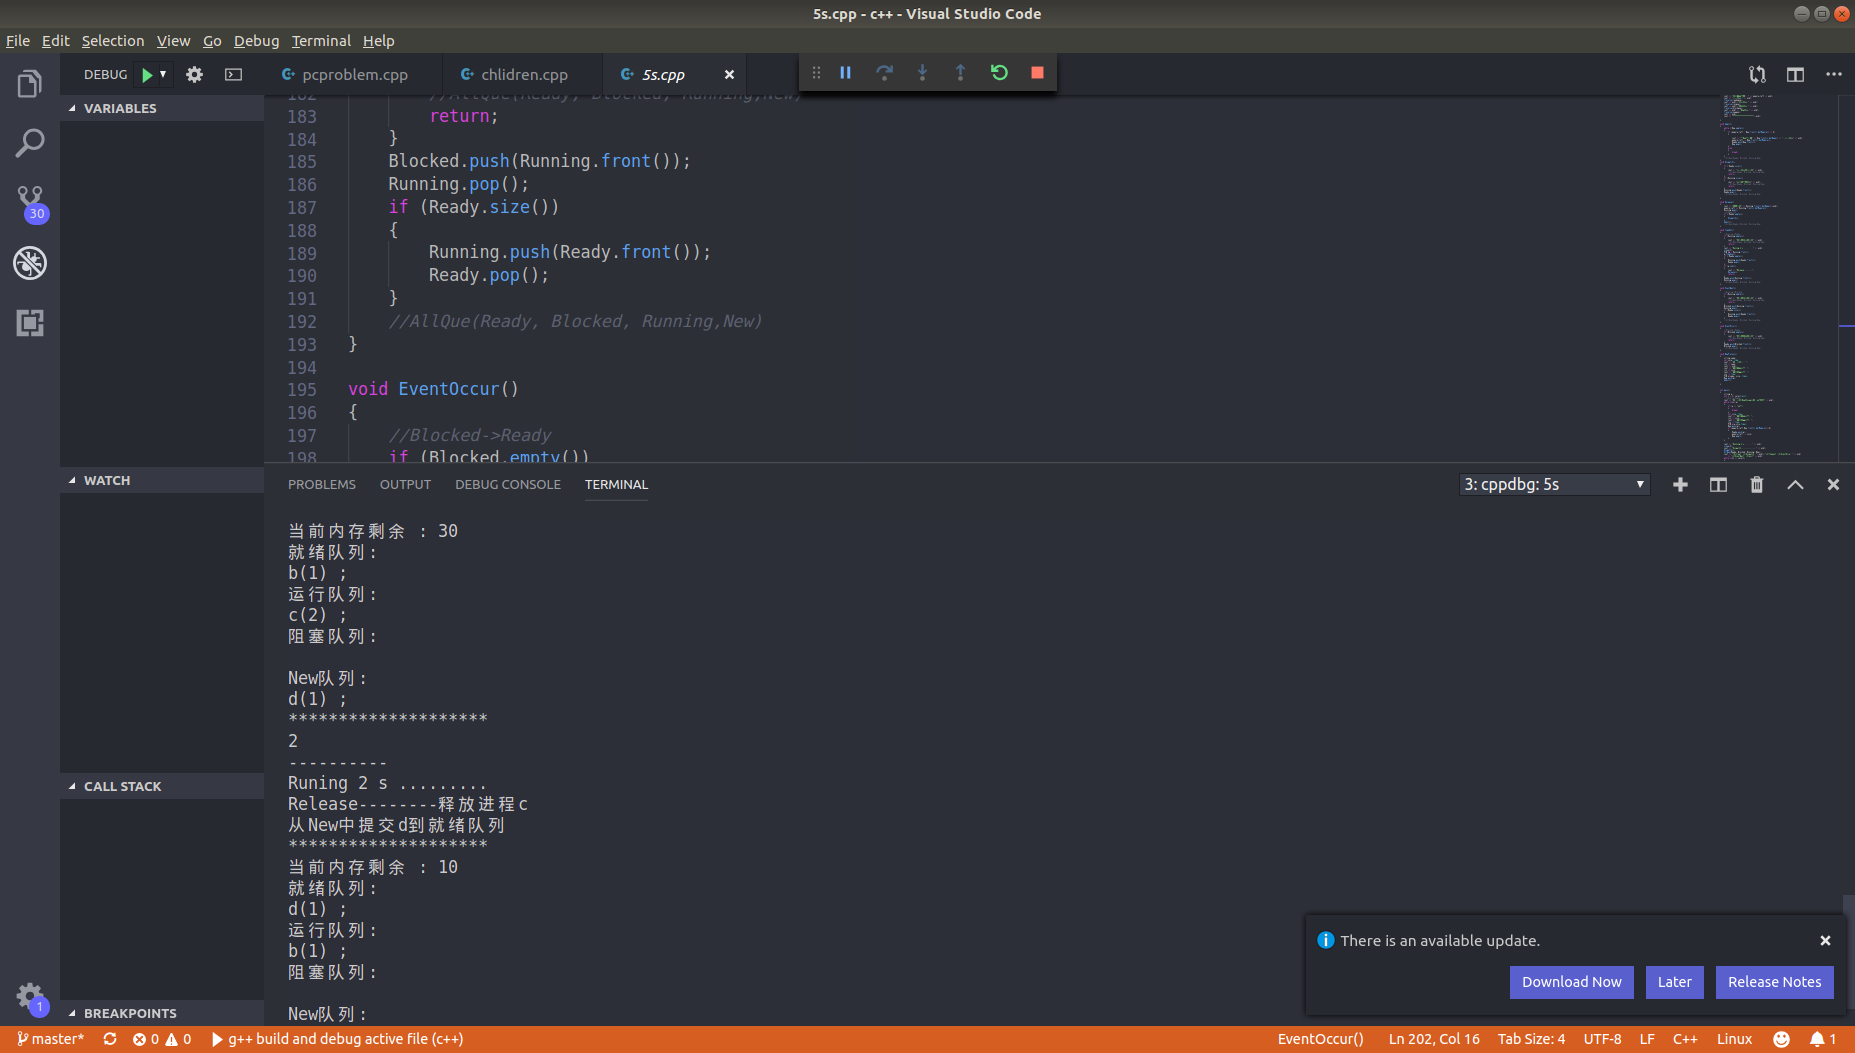 5s.cpp - c++ - Visual Studio Code
File Edit Selection View Go Debug Terminal Help
DEBUG
pcproblem.cpp
chlidren.cpp
5s.cpp
VARIABLES
WATCH
CALL STACK
BREAKPOINTS
30
1
182 //AllQue(Ready, Blocked, Running,New)
183 return;
184 }
185 Blocked.push(Running.front());
186 Running.pop();
187 if (Ready.size())
188 {
189 Running.push(Ready.front());
190 Ready.pop();
191 }
192 //AllQue(Ready, Blocked, Running,New)
193 }
194
195 void EventOccur()
196 {
197 //Blocked->Ready
198 if (Blocked.empty())
PROBLEMS OUTPUT DEBUG CONSOLE TERMINAL
3: cppdbg: 5s
当前内存剩余 : 30
就绪队列:
b(1) ;
运行队列:
c(2) ;
阻塞队列:
New队列:
d(1) ;
********************
2
----------
Runing 2 s .........
Release--------释放进程c
从New中提交d到就绪队列
********************
当前内存剩余 : 10
就绪队列:
d(1) ;
运行队列:
b(1) ;
阻塞队列:
New队列:
There is an available update.
Download Now
Later
Release Notes
master* 0 0 g++ build and debug active file (c++)
EventOccur() Ln 202, Col 16 Tab Size: 4 UTF-8 LF C++ Linux 1